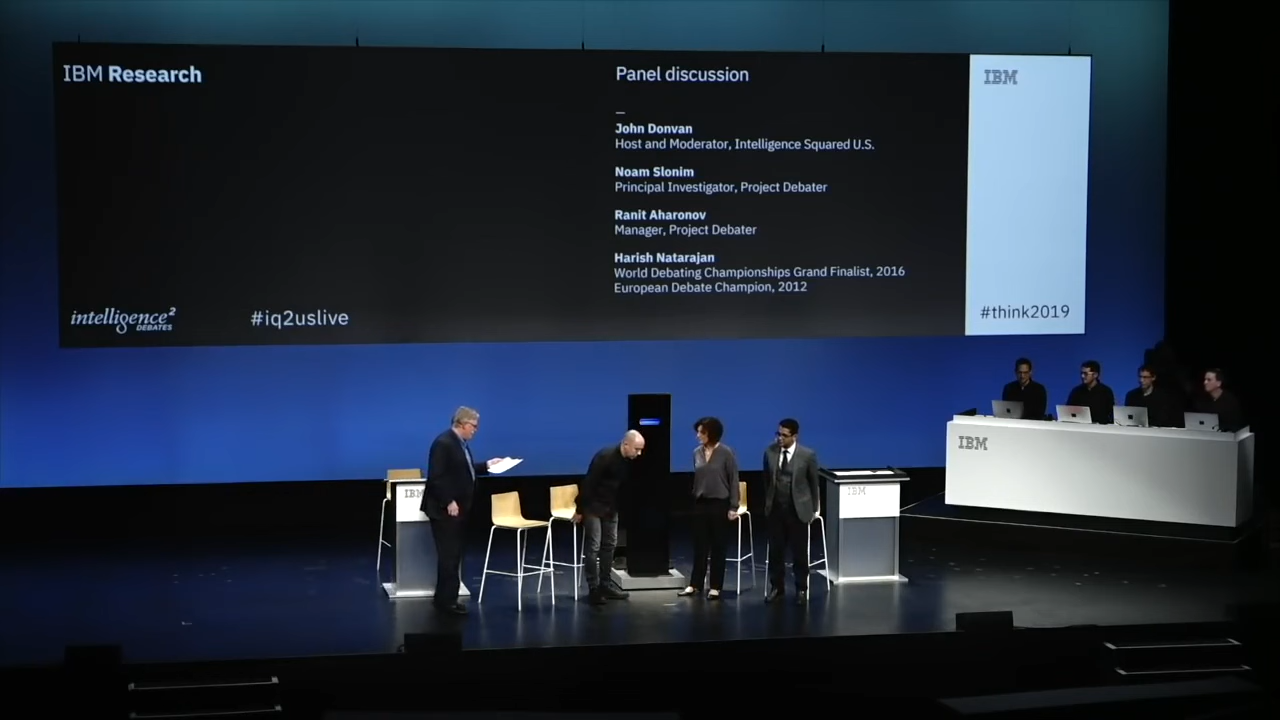 IBM Research
Panel discussion
—
John Donvan
Host and Moderator, Intelligence Squared U.S.
Noam Slonim
Principal Investigator, Project Debater
Ranit Aharonov
Manager, Project Debater
Harish Natarajan
World Debating Championships Grand Finalist, 2016
European Debate Champion, 2012
intelligence²
DEBATES
#iq2uslive
IBM
#think2019
IBM
IBM
IBM